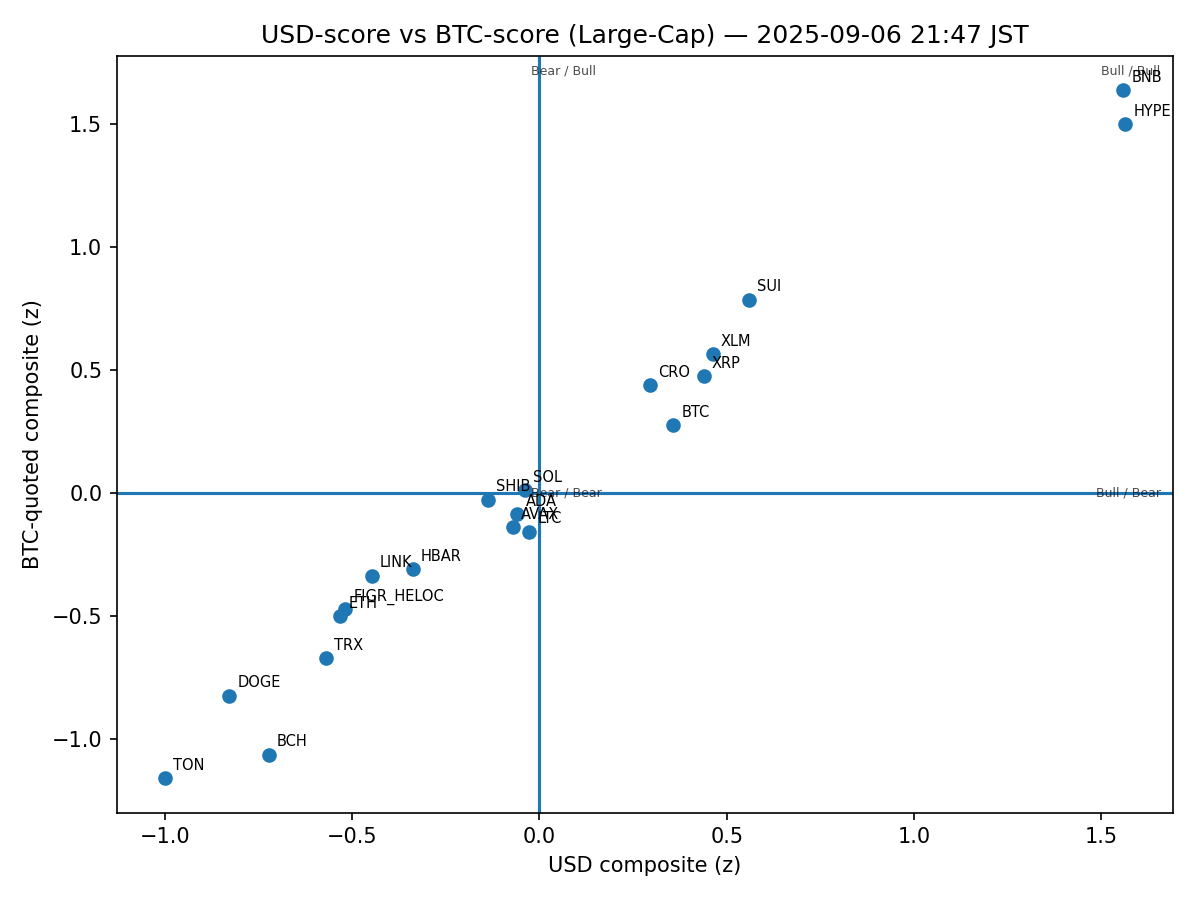 USD-score vs BTC-score (Large-Cap) — 2025-09-06 21:47 JST
Bear / Bull
Bull / Bull
BNB
HYPE
SUI
XLM
XRP
CRO
BTC
SOL
SHIB
Bear / Bear
Bull / Bear
ADA
AVAX
LTC
HBAR
LINK
FIGR_HELOC
ETH
TRX
DOGE
BCH
TON
1.5
1.0
0.5
0.0
−0.5
−1.0
BTC-quoted composite (z)
−1.0
−0.5
0.0
0.5
1.0
1.5
USD composite (z)